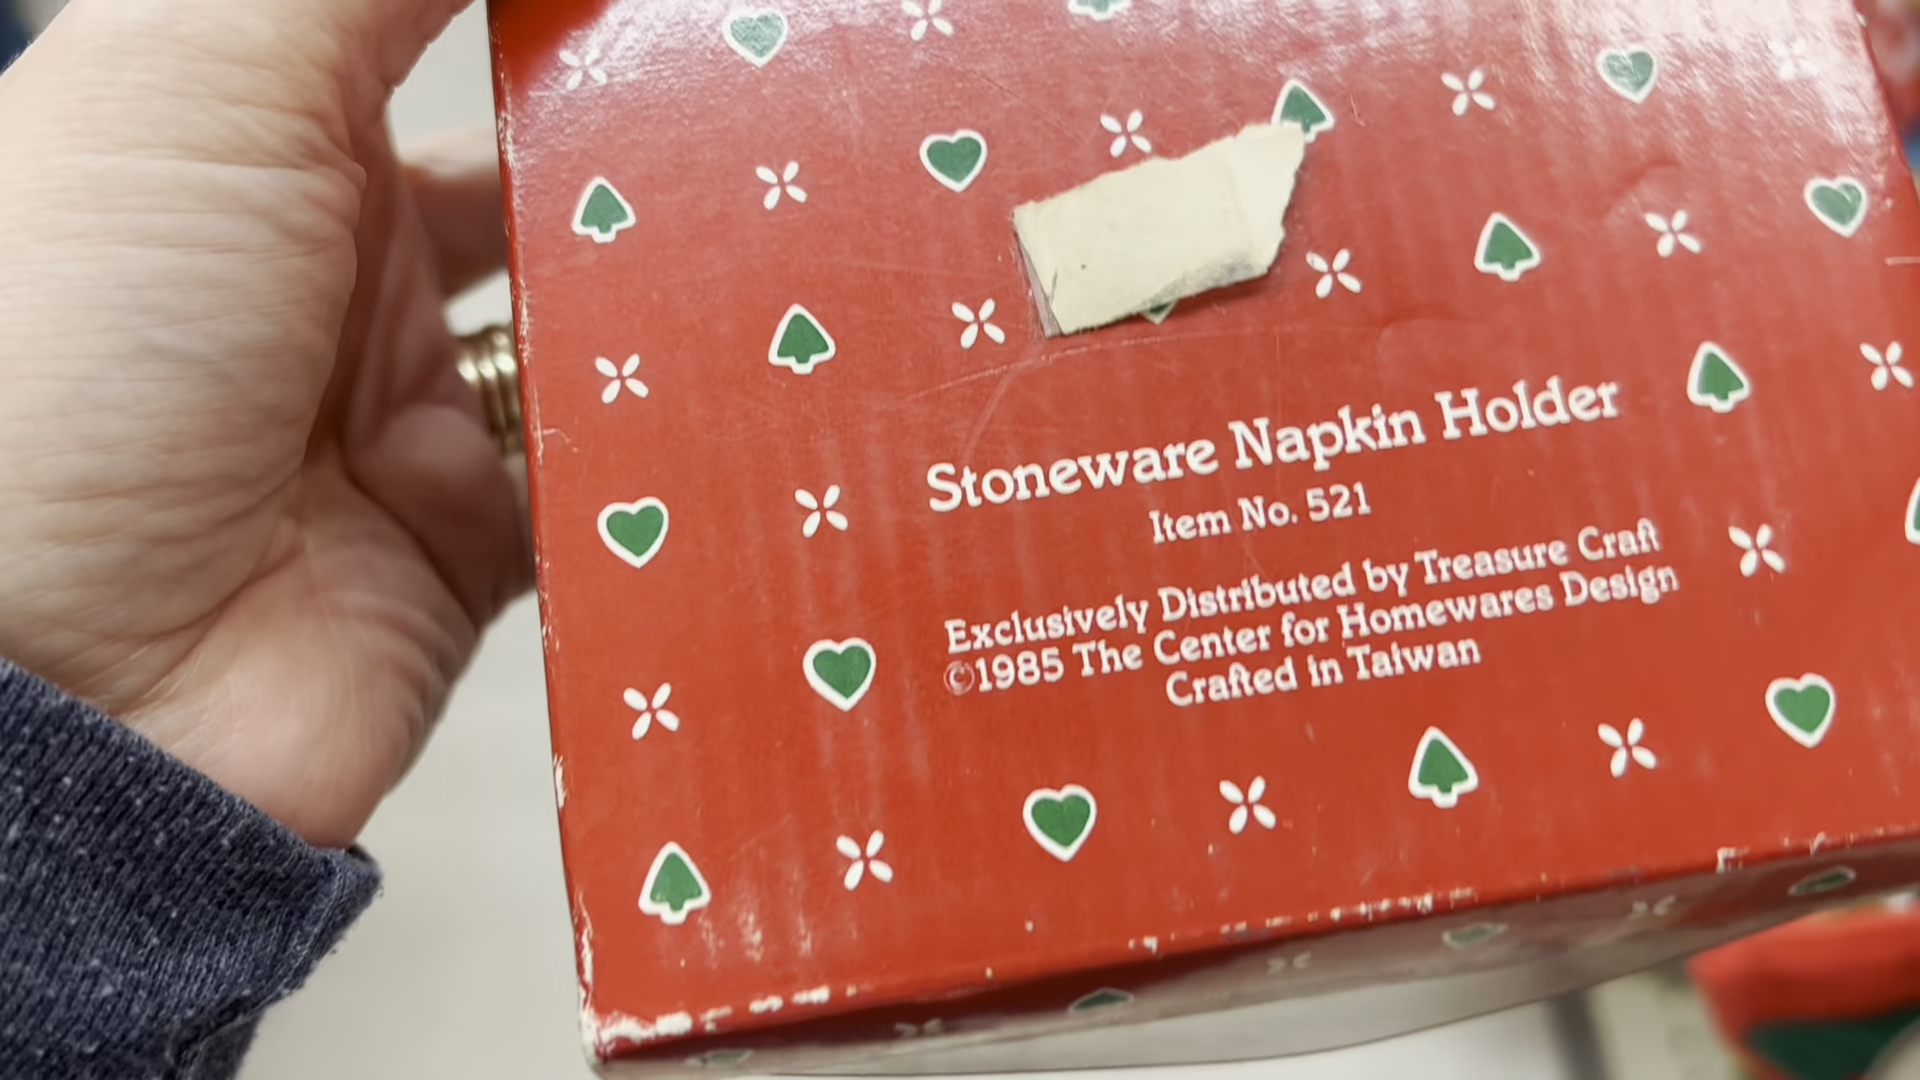 Stoneware Napkin Holder
Item No. 521
Exclusively Distributed by Treasure Craft
©1985 The Center for Homewares Design
Crafted in Taiwan